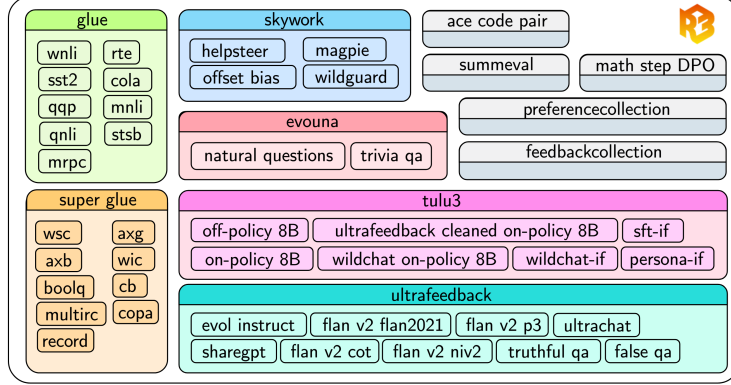 glue
wnli rte
sst2 cola
qqp mnli
qnli stsb
mrpc
skywork
helpsteer magpie
offset bias wildguard
ace code pair
R3
summeval
math step DPO
evouna
natural questions trivia qa
preferencecollection
feedbackcollection
super glue
wsc axg
axb wic
boolq cb
multirc copa
record
tulu3
off-policy 8B ultrafeedback cleaned on-policy 8B sft-if
on-policy 8B wildchat on-policy 8B wildchat-if persona-if
ultrafeedback
evol instruct flan v2 flan2021 flan v2 p3 ultrachat
sharegpt flan v2 cot flan v2 niv2 truthful qa false qa